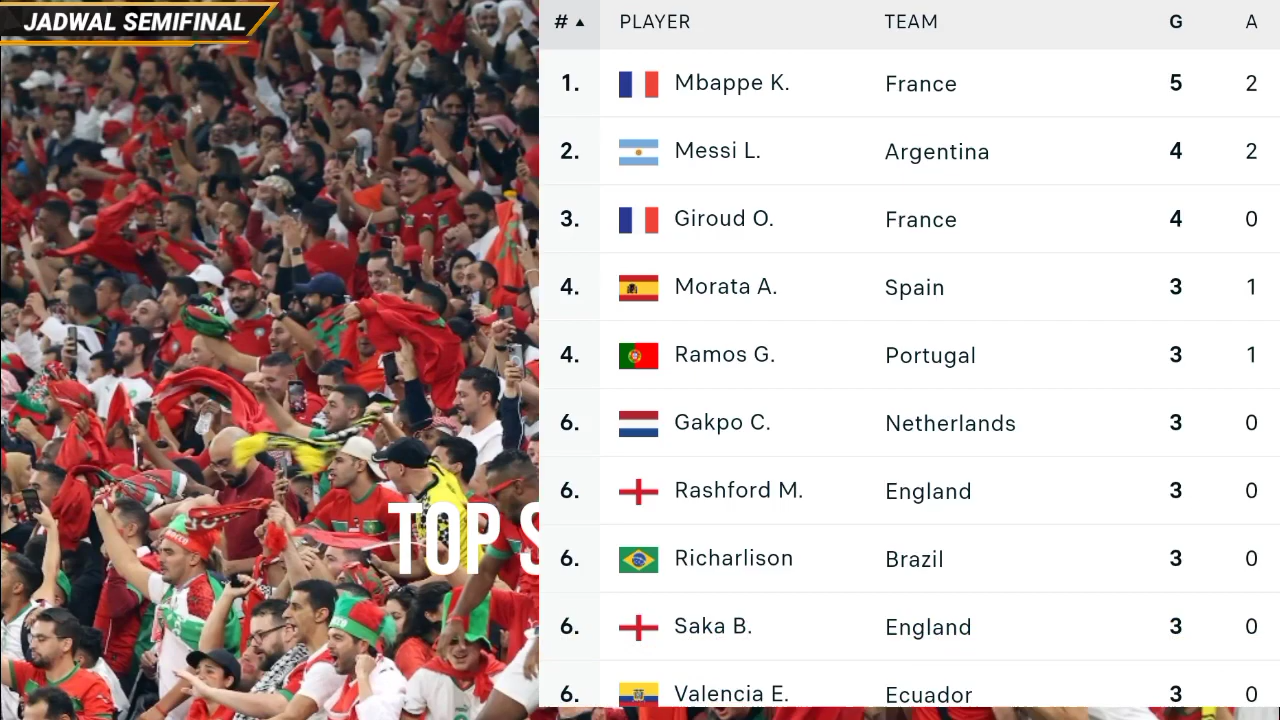 JADWAL SEMIFINAL
# PLAYER TEAM G A
1. Mbappe K. France 5 2
2. Messi L. Argentina 4 2
3. Giroud O. France 4 0
4. Morata A. Spain 3 1
4. Ramos G. Portugal 3 1
6. Gakpo C. Netherlands 3 0
6. Rashford M. England 3 0
6. Richarlison Brazil 3 0
6. Saka B. England 3 0
6. Valencia E. Ecuador 3 0
TOP S